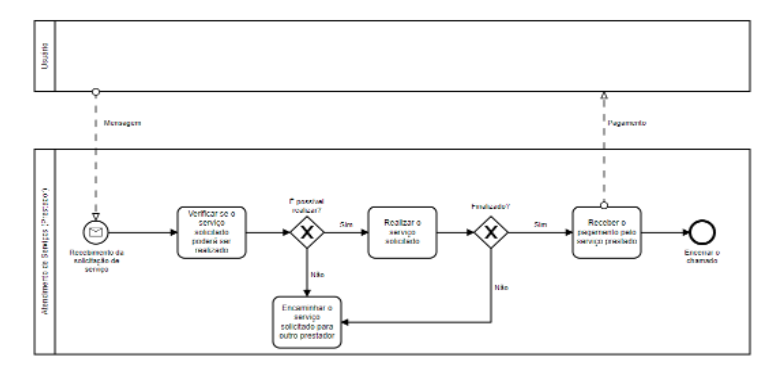 Usuário
Mensagem
Pagamento
Atendimento de Serviços (Prestador)
Recebimento da
solicitação de
serviço
Verificar se o
serviço
solicitado
poderá ser
realizado
É possível
realizar?
Sim
Não
Realizar o
serviço
solicitado
Finalizado?
Sim
Não
Receber o
pagamento pelo
serviço prestado
Encerrar o
chamado
Encaminhar o
serviço
solicitado para
outro prestador